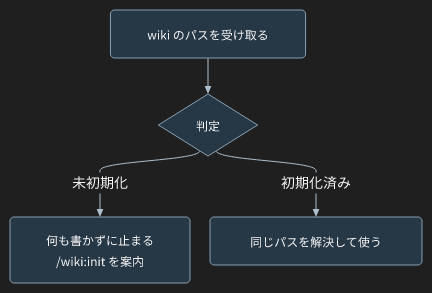 wiki のパスを受け取る
判定
未初期化
初期化済み
何も書かずに止まる
/wiki:init を案内
同じパスを解決して使う